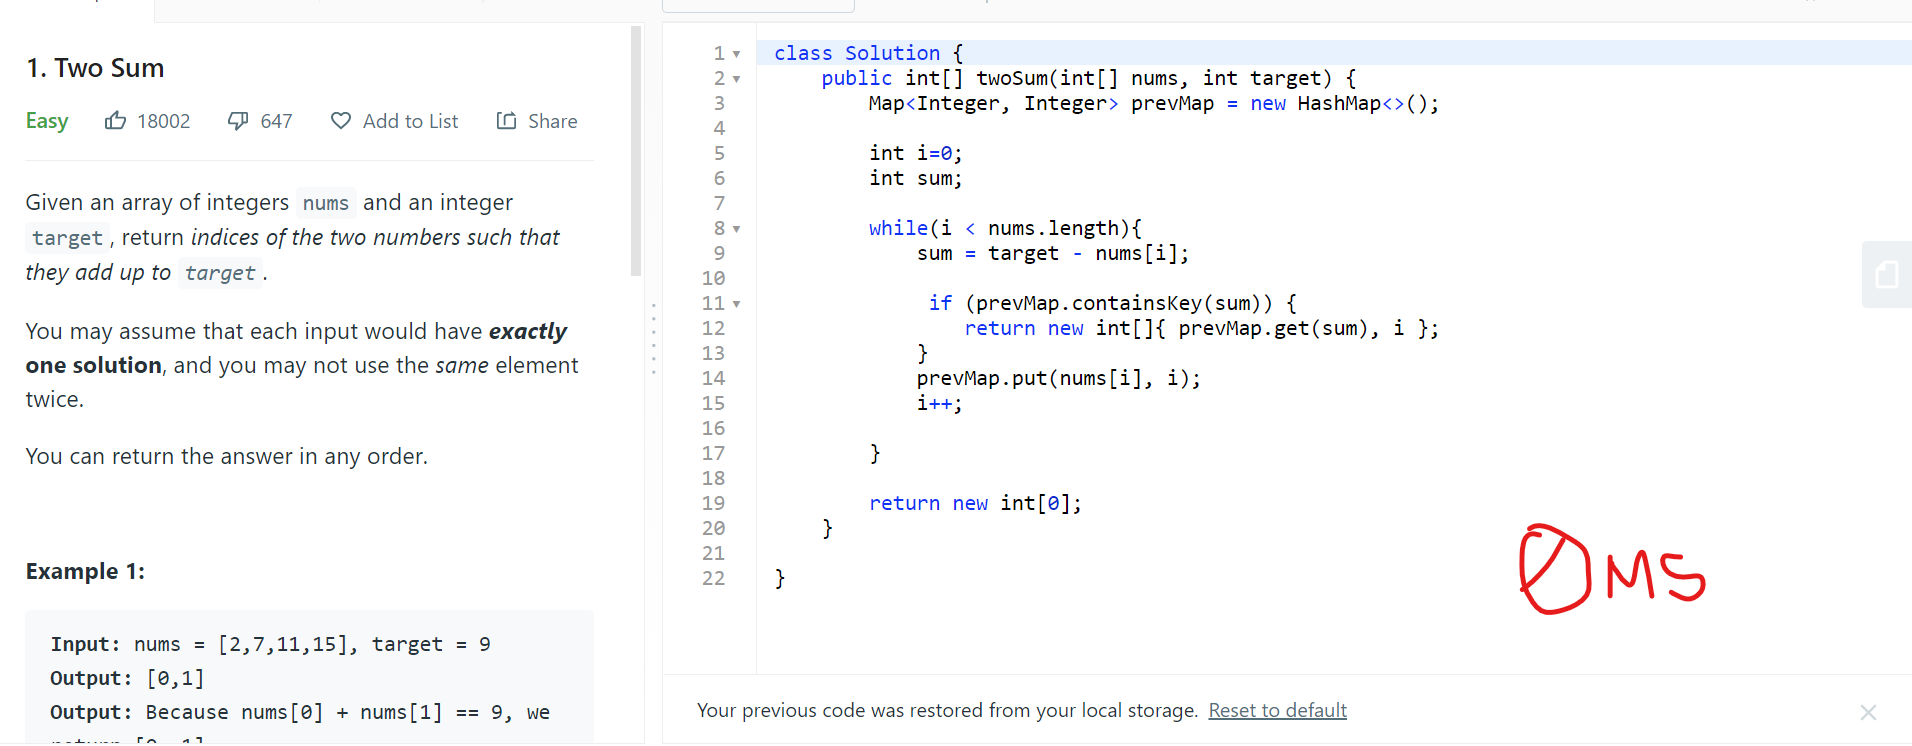 1. Two Sum
Easy 18002 647 Add to List Share
Given an array of integers nums and an integer
target , return indices of the two numbers such that
they add up to target .
You may assume that each input would have exactly
one solution, and you may not use the same element
twice.
You can return the answer in any order.
Example 1:
Input: nums = [2,7,11,15], target = 9
Output: [0,1]
Output: Because nums[0] + nums[1] == 9, we
1 class Solution {
2 public int[] twoSum(int[] nums, int target) {
3 Map<Integer, Integer> prevMap = new HashMap<>();
4
5 int i=0;
6 int sum;
7
8 while(i < nums.length){
9 sum = target - nums[i];
10
11 if (prevMap.containsKey(sum)) {
12 return new int[]{ prevMap.get(sum), i };
13 }
14 prevMap.put(nums[i], i);
15 i++;
16
17 }
18
19 return new int[0];
20 }
21
22 }
0 MS
Your previous code was restored from your local storage. Reset to default